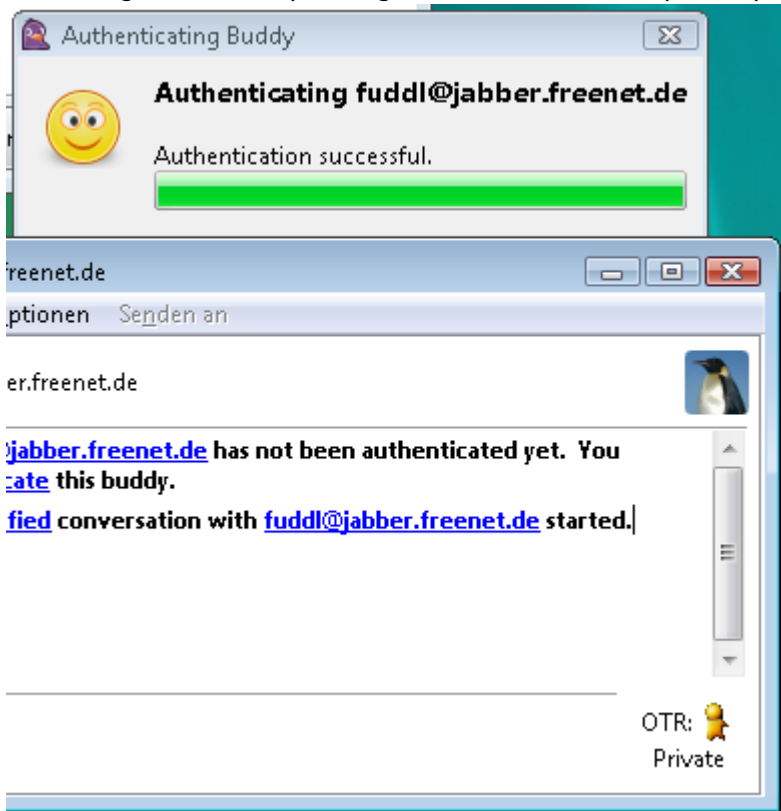 Authenticating Buddy
Authenticating fuddl@jabber.freenet.de
Authentication successful.
freenet.de
ptionen Senden an
er.freenet.de
jabber.freenet.de has not been authenticated yet. You
cate this buddy.
fied conversation with fuddl@jabber.freenet.de started.
OTR:
Private